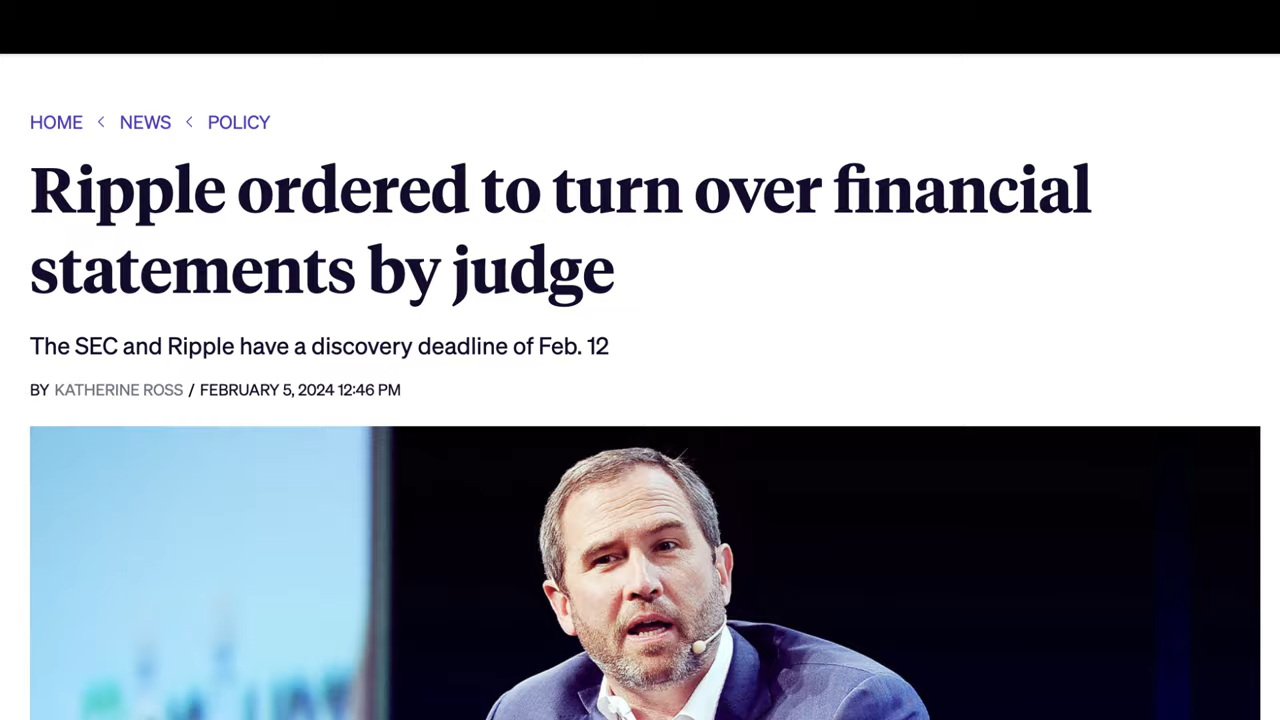 HOME < NEWS < POLICY
Ripple ordered to turn over financial
statements by judge
The SEC and Ripple have a discovery deadline of Feb. 12
BY KATHERINE ROSS / FEBRUARY 5, 2024 12:46 PM